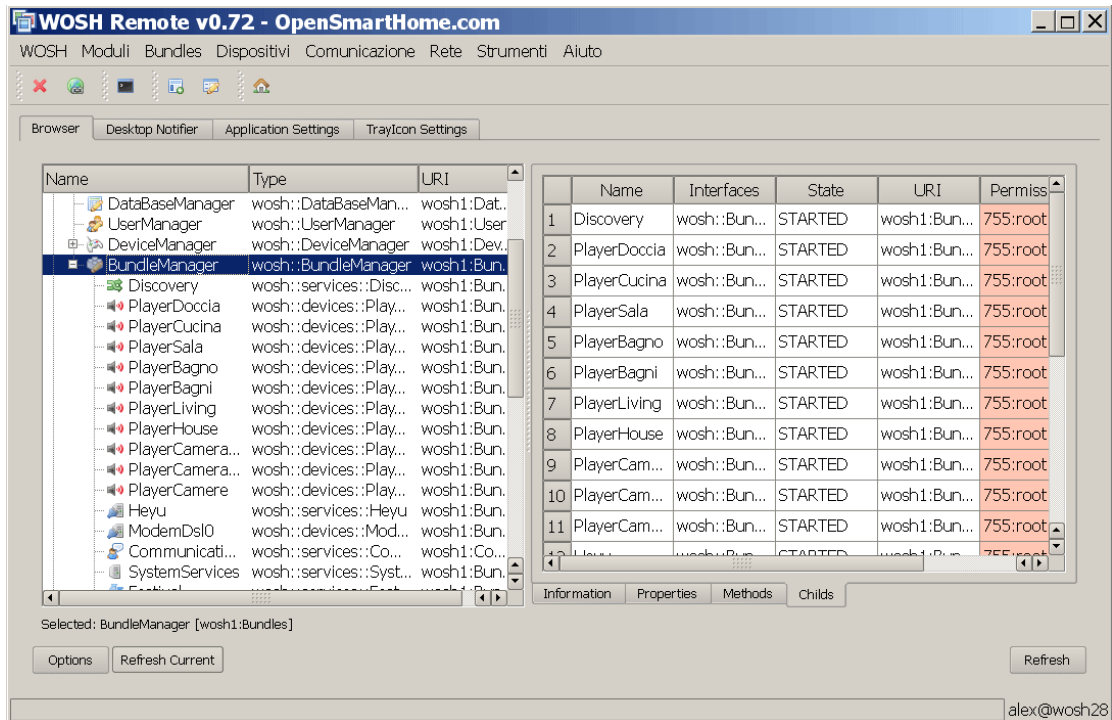 WOSH Remote v0.72 - OpenSmartHome.com
WOSH Moduli Bundles Dispositivi Comunicazione Rete Strumenti Aiuto
Browser Desktop Notifier Application Settings TrayIcon Settings
Name Type URI
DataBaseManager wosh::DataBaseMan... wosh1:Dat..
UserManager wosh::UserManager wosh1:User
DeviceManager wosh::DeviceManager wosh1:Dev..
BundleManager wosh::BundleManager wosh1:Bun.
Discovery wosh::services::Disc... wosh1:Bun.
PlayerDoccia wosh::devices::Play... wosh1:Bun.
PlayerCucina wosh::devices::Play... wosh1:Bun.
PlayerSala wosh::devices::Play... wosh1:Bun.
PlayerBagno wosh::devices::Play... wosh1:Bun.
PlayerBagni wosh::devices::Play... wosh1:Bun.
PlayerLiving wosh::devices::Play... wosh1:Bun.
PlayerHouse wosh::devices::Play... wosh1:Bun.
PlayerCamera... wosh::devices::Play... wosh1:Bun.
PlayerCamera... wosh::devices::Play... wosh1:Bun.
PlayerCamere wosh::devices::Play... wosh1:Bun.
Heyu wosh::services::Heyu wosh1:Bun.
ModemDsl0 wosh::devices::Mod... wosh1:Bun.
Communicati... wosh::services::Co... wosh1:Co...
SystemServices wosh::services::Syst... wosh1:Bun.
Name Interfaces State URI Permiss
1 Discovery wosh::Bun... STARTED wosh1:Bun... 755:root
2 PlayerDoccia wosh::Bun... STARTED wosh1:Bun... 755:root
3 PlayerCucina wosh::Bun... STARTED wosh1:Bun... 755:root
4 PlayerSala wosh::Bun... STARTED wosh1:Bun... 755:root
5 PlayerBagno wosh::Bun... STARTED wosh1:Bun... 755:root
6 PlayerBagni wosh::Bun... STARTED wosh1:Bun... 755:root
7 PlayerLiving wosh::Bun... STARTED wosh1:Bun... 755:root
8 PlayerHouse wosh::Bun... STARTED wosh1:Bun... 755:root
9 PlayerCam... wosh::Bun... STARTED wosh1:Bun... 755:root
10 PlayerCam... wosh::Bun... STARTED wosh1:Bun... 755:root
11 PlayerCam... wosh::Bun... STARTED wosh1:Bun... 755:root
Information Properties Methods Childs
Selected: BundleManager [wosh1:Bundles]
Options Refresh Current Refresh
alex@wosh28